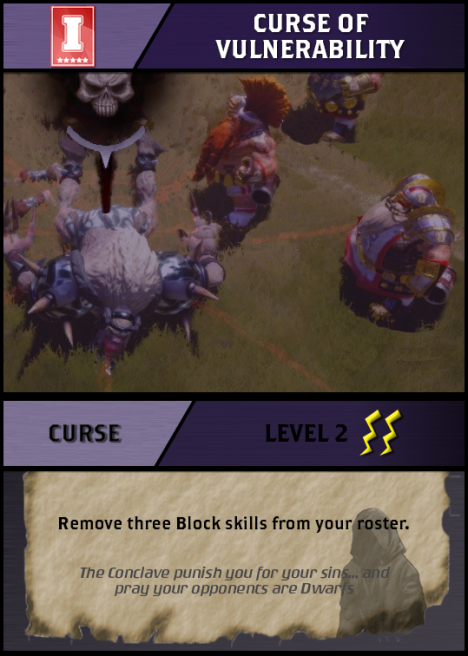 I
CURSE OF
VULNERABILITY
CURSE
LEVEL 2
Remove three Block skills from your roster.
The Conclave punish you for your sins... and
pray your opponents are Dwarfs